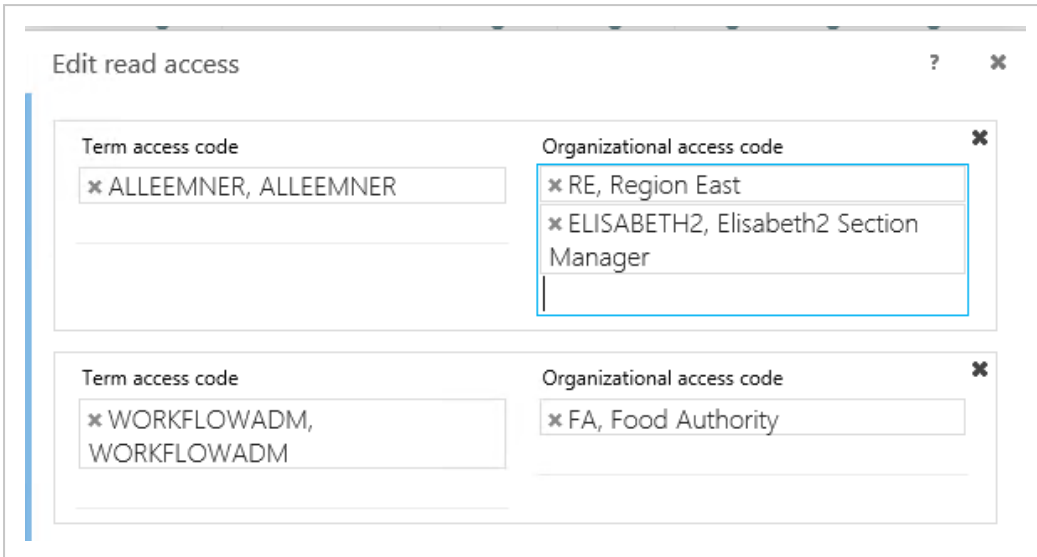 Edit read access ?
Term access code Organizational access code
ALLEEMNER, ALLEEMNER RE, Region East
ELISABETH2, Elisabeth2 Section
Manager
Term access code Organizational access code
WORKFLOWADM, FA, Food Authority
WORKFLOWADM